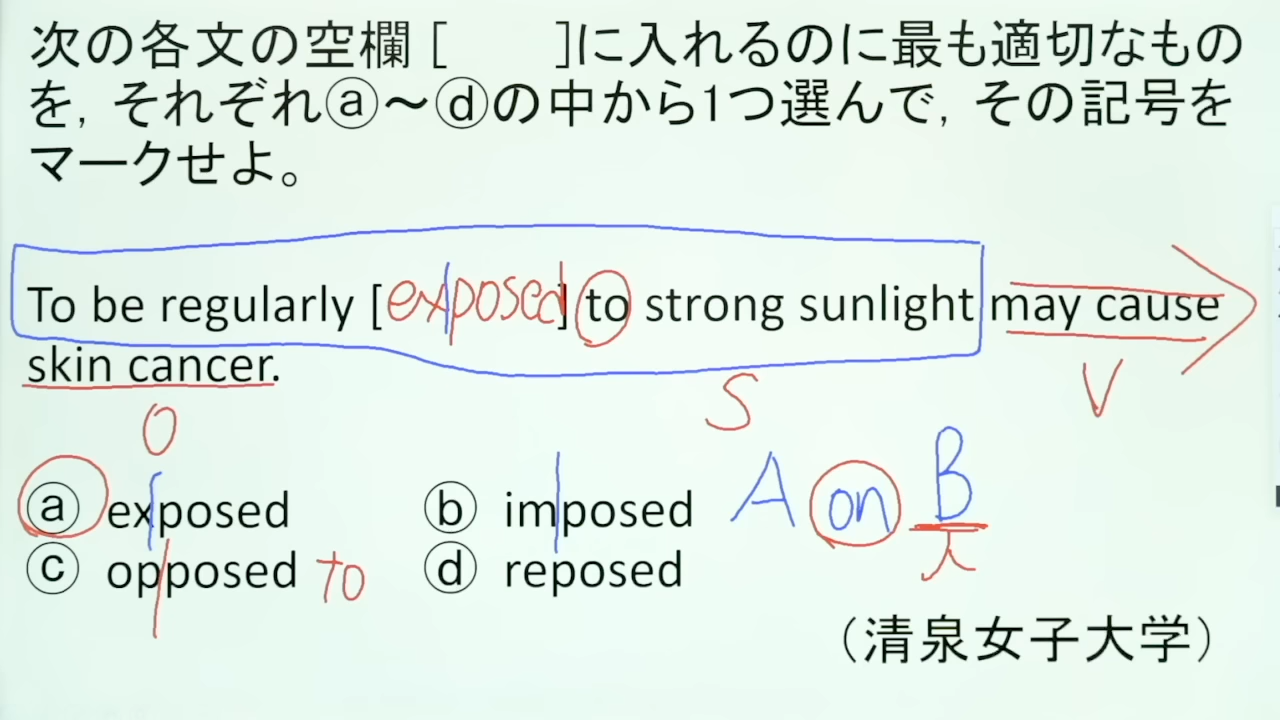 次の各文の空欄 [　　]に入れるのに最も適切なもの
を, それぞれⓐ～ⓓの中から1つ選んで, その記号を
マークせよ。
To be regularly [exposed] to strong sunlight may cause
skin cancer.
O S V
ⓐ exposed ⓑ imposed A on B
人
ⓒ opposed to ⓓ reposed
（清泉女子大学）